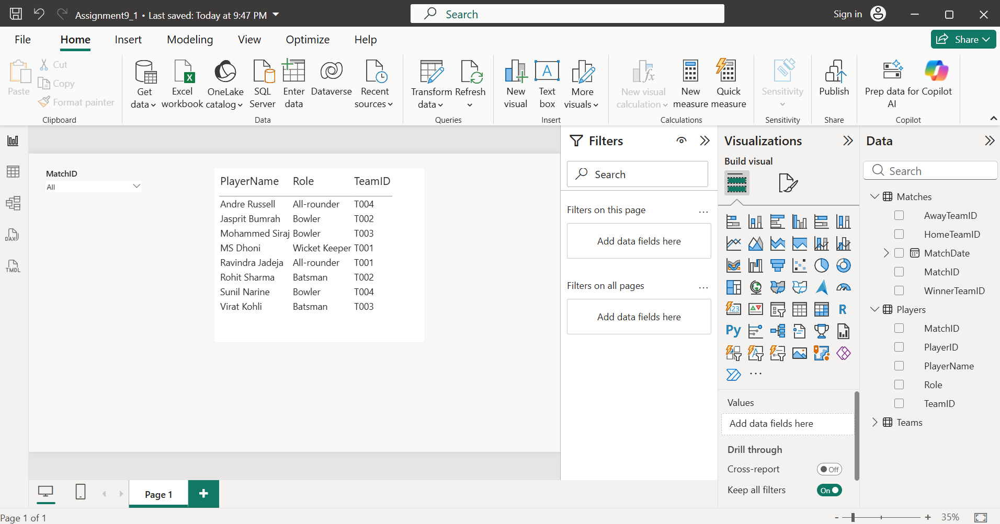 Assignment9_1 • Last saved: Today at 9:47 PM
Search
Sign in
File Home Insert Modeling View Optimize Help
Share
Paste
Cut
Copy
Format painter
Clipboard
Get data
Excel workbook
OneLake catalog
SQL Server
Enter data
Dataverse
Recent sources
Data
Transform data
Refresh
Queries
New visual
Text box
More visuals
Insert
New visual calculation
New measure
Quick measure
Calculations
Sensitivity
Sensitivity
Publish
Share
Prep data for AI
Copilot
Copilot
DAX
TMDL
MatchID
All
PlayerName Role TeamID
Andre Russell All-rounder T004
Jasprit Bumrah Bowler T002
Mohammed Siraj Bowler T003
MS Dhoni Wicket Keeper T001
Ravindra Jadeja All-rounder T001
Rohit Sharma Batsman T002
Sunil Narine Bowler T004
Virat Kohli Batsman T003
Filters
Search
Filters on this page ...
Add data fields here
Filters on all pages ...
Add data fields here
Visualizations
Build visual
123
R
Py
...
Values
Add data fields here
Drill through
Cross-report Off
Keep all filters On
Data
Search
Matches
AwayTeamID
HomeTeamID
MatchDate
MatchID
WinnerTeamID
Players
MatchID
PlayerID
PlayerName
Role
TeamID
Teams
Page 1
+
Page 1 of 1
- + 35%